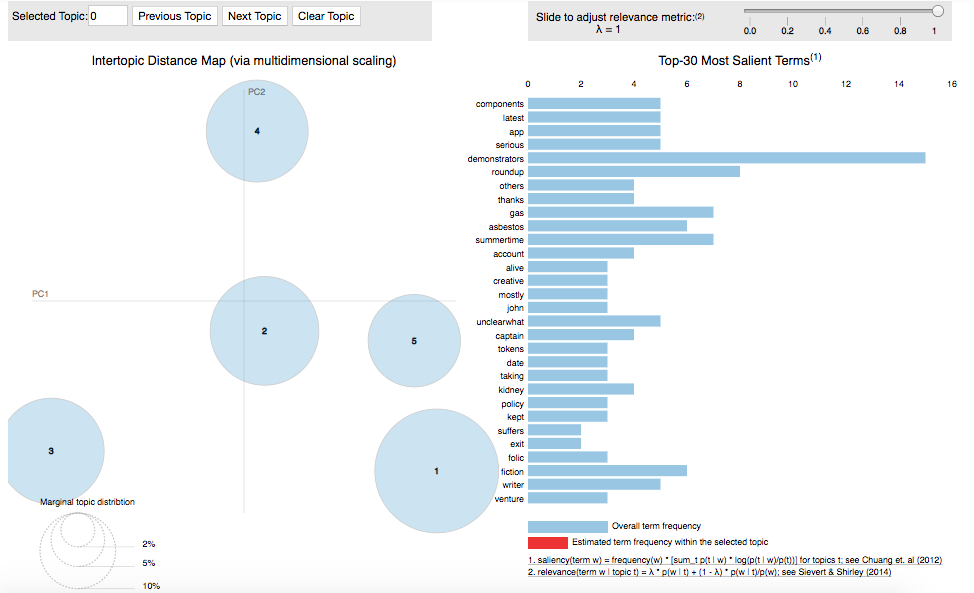 Selected Topic: 0 Previous Topic Next Topic Clear Topic
Slide to adjust relevance metric:(2)
λ = 1
0.0 0.2 0.4 0.6 0.8 1
Intertopic Distance Map (via multidimensional scaling)
PC2
PC1
4
2
5
3
1
Marginal topic distribtion
2%
5%
10%
Top-30 Most Salient Terms(1)
0 2 4 6 8 10 12 14 16
components
latest
app
serious
demonstrators
roundup
others
thanks
gas
asbestos
summertime
account
alive
creative
mostly
john
unclearwhat
captain
tokens
date
taking
kidney
policy
kept
suffers
exit
folic
fiction
writer
venture
Overall term frequency
Estimated term frequency within the selected topic
1. saliency(term w) = frequency(w) * [sum_t p(t | w) * log(p(t | w)/p(t))] for topics t; see Chuang et. al (2012)
2. relevance(term w | topic t) = λ * p(w | t) + (1 - λ) * p(w | t)/p(w); see Sievert & Shirley (2014)